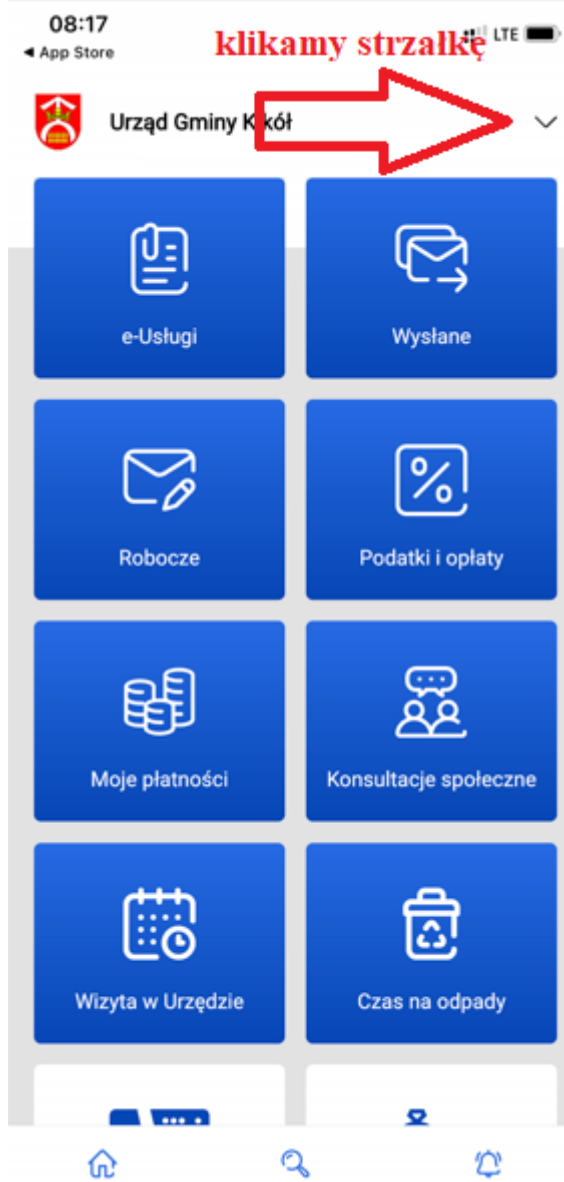 08:17
klikamy strzałkę
LTE
App Store
Urząd Gminy Kikół
e-Usługi
Wysłane
Robocze
Podatki i opłaty
Moje płatności
Konsultacje społeczne
Wizyta w Urzędzie
Czas na odpady